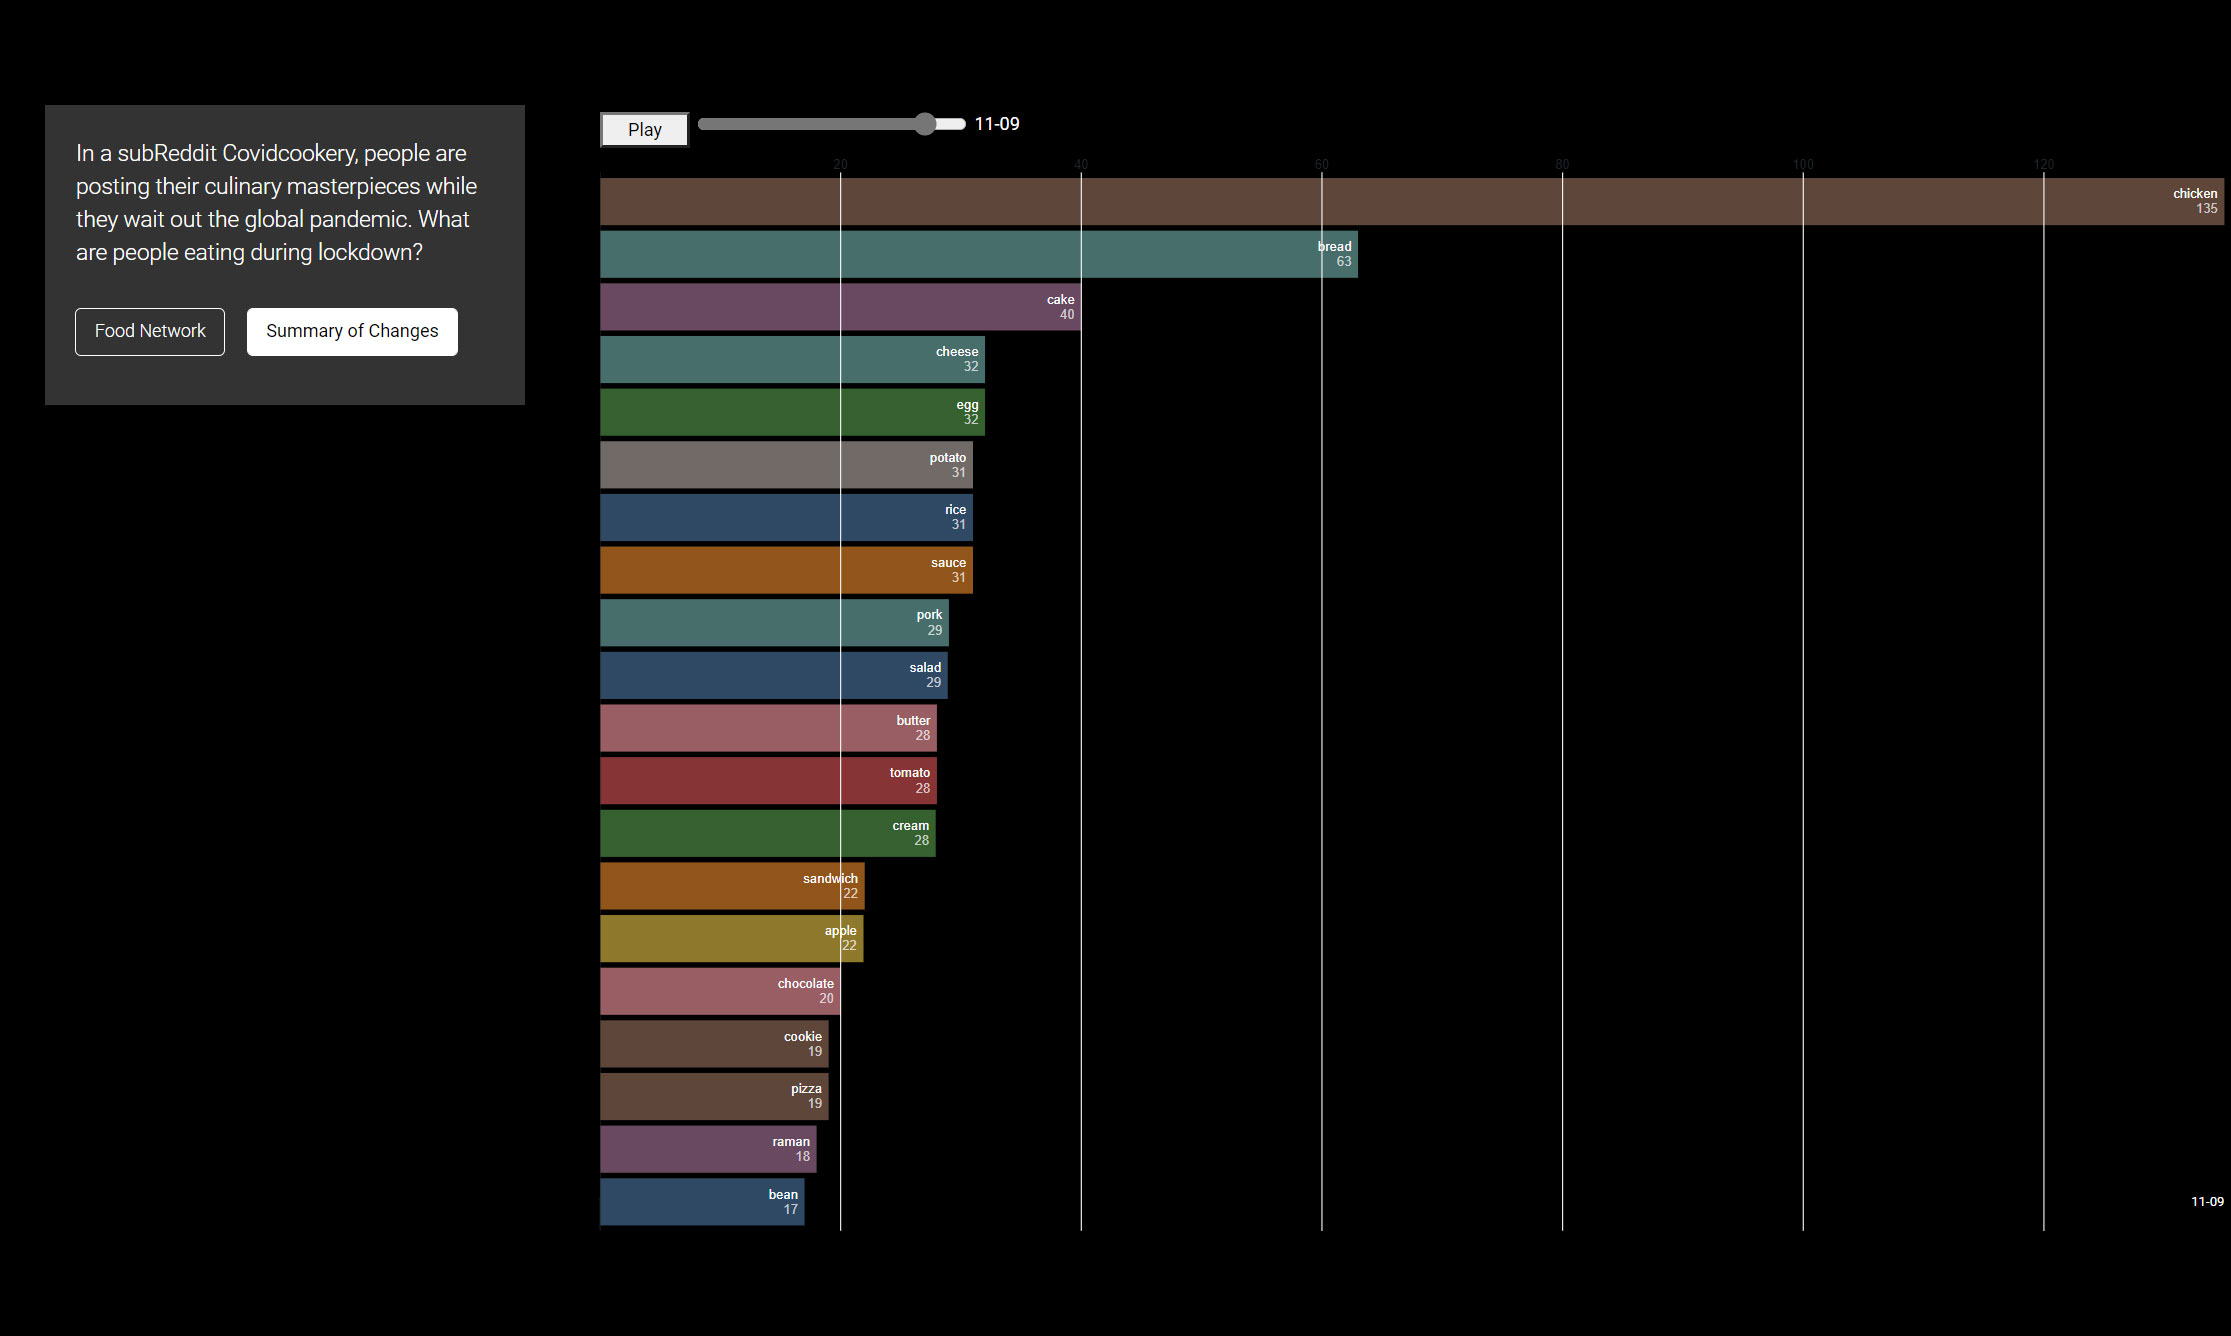 In a subReddit Covidcookery, people are
posting their culinary masterpieces while
they wait out the global pandemic. What
are people eating during lockdown?
Food Network
Summary of Changes
Play
11-09
20
40
60
80
100
120
chicken
135
bread
63
cake
40
cheese
32
egg
32
potato
31
rice
31
sauce
31
pork
29
salad
29
butter
28
tomato
28
cream
28
sandwich
22
apple
22
chocolate
20
cookie
19
pizza
19
raman
18
bean
17
11-09